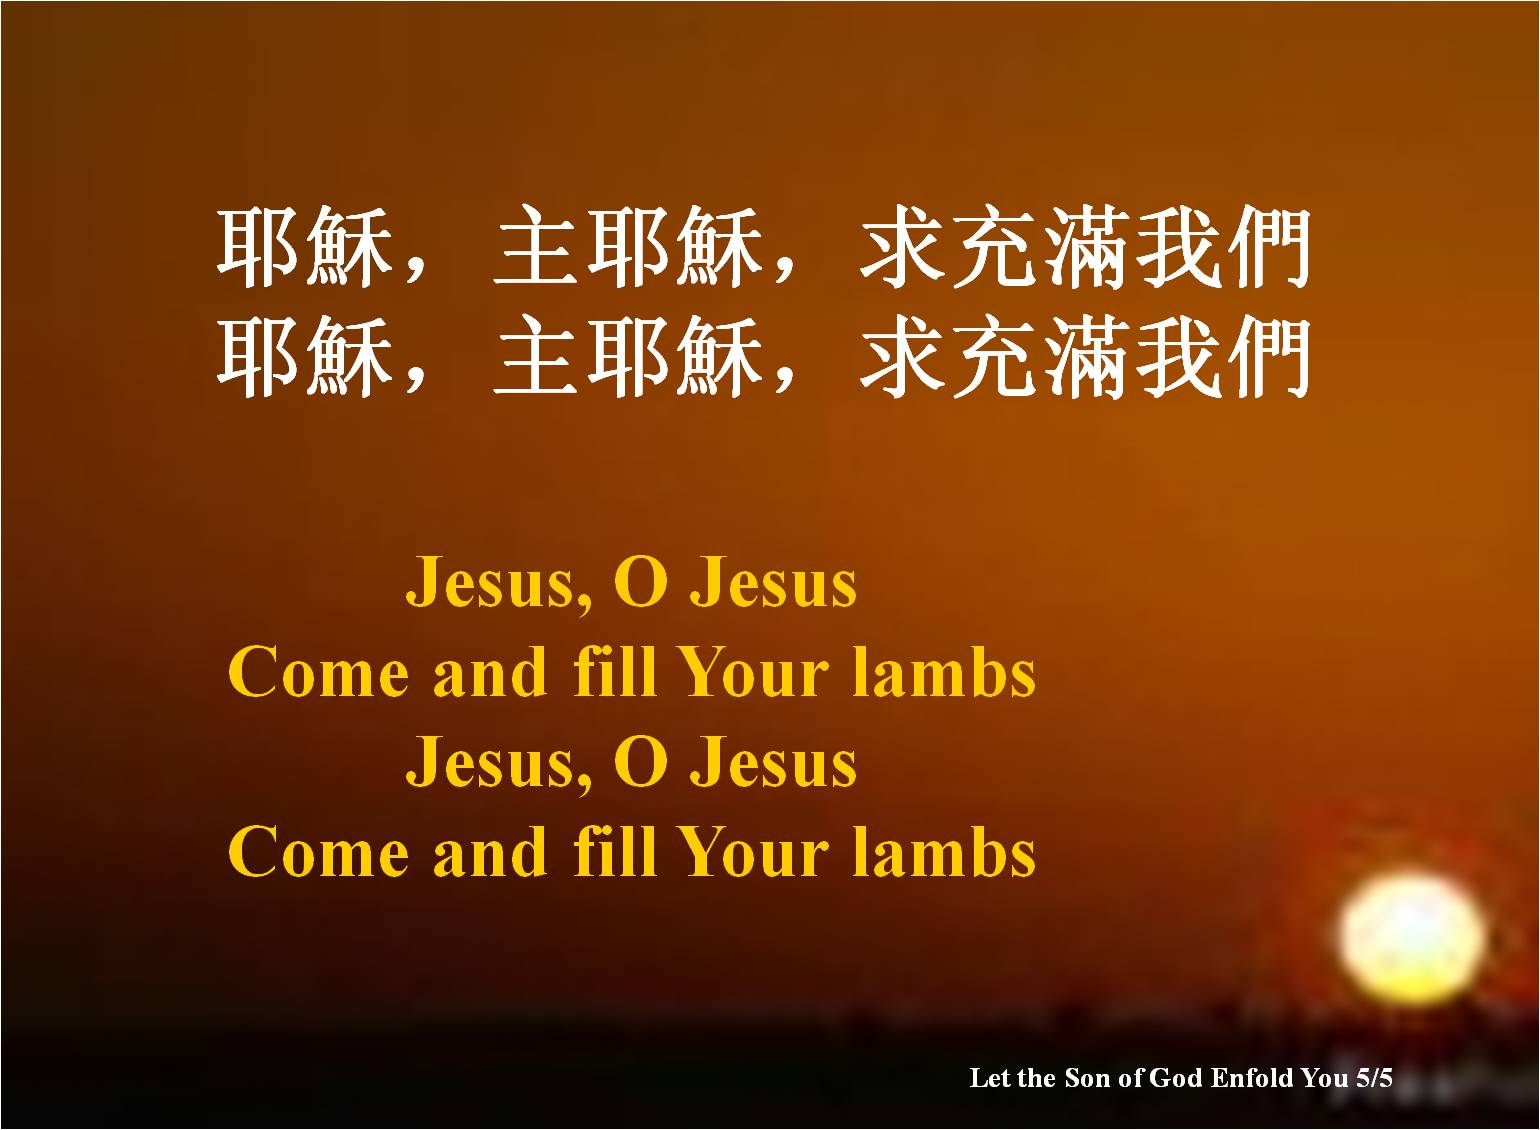 耶穌，主耶穌，求充滿我們
耶穌，主耶穌，求充滿我們
Jesus, O Jesus
Come and fill Your lambs
Jesus, O Jesus
Come and fill Your lambs
Let the Son of God Enfold You 5/5